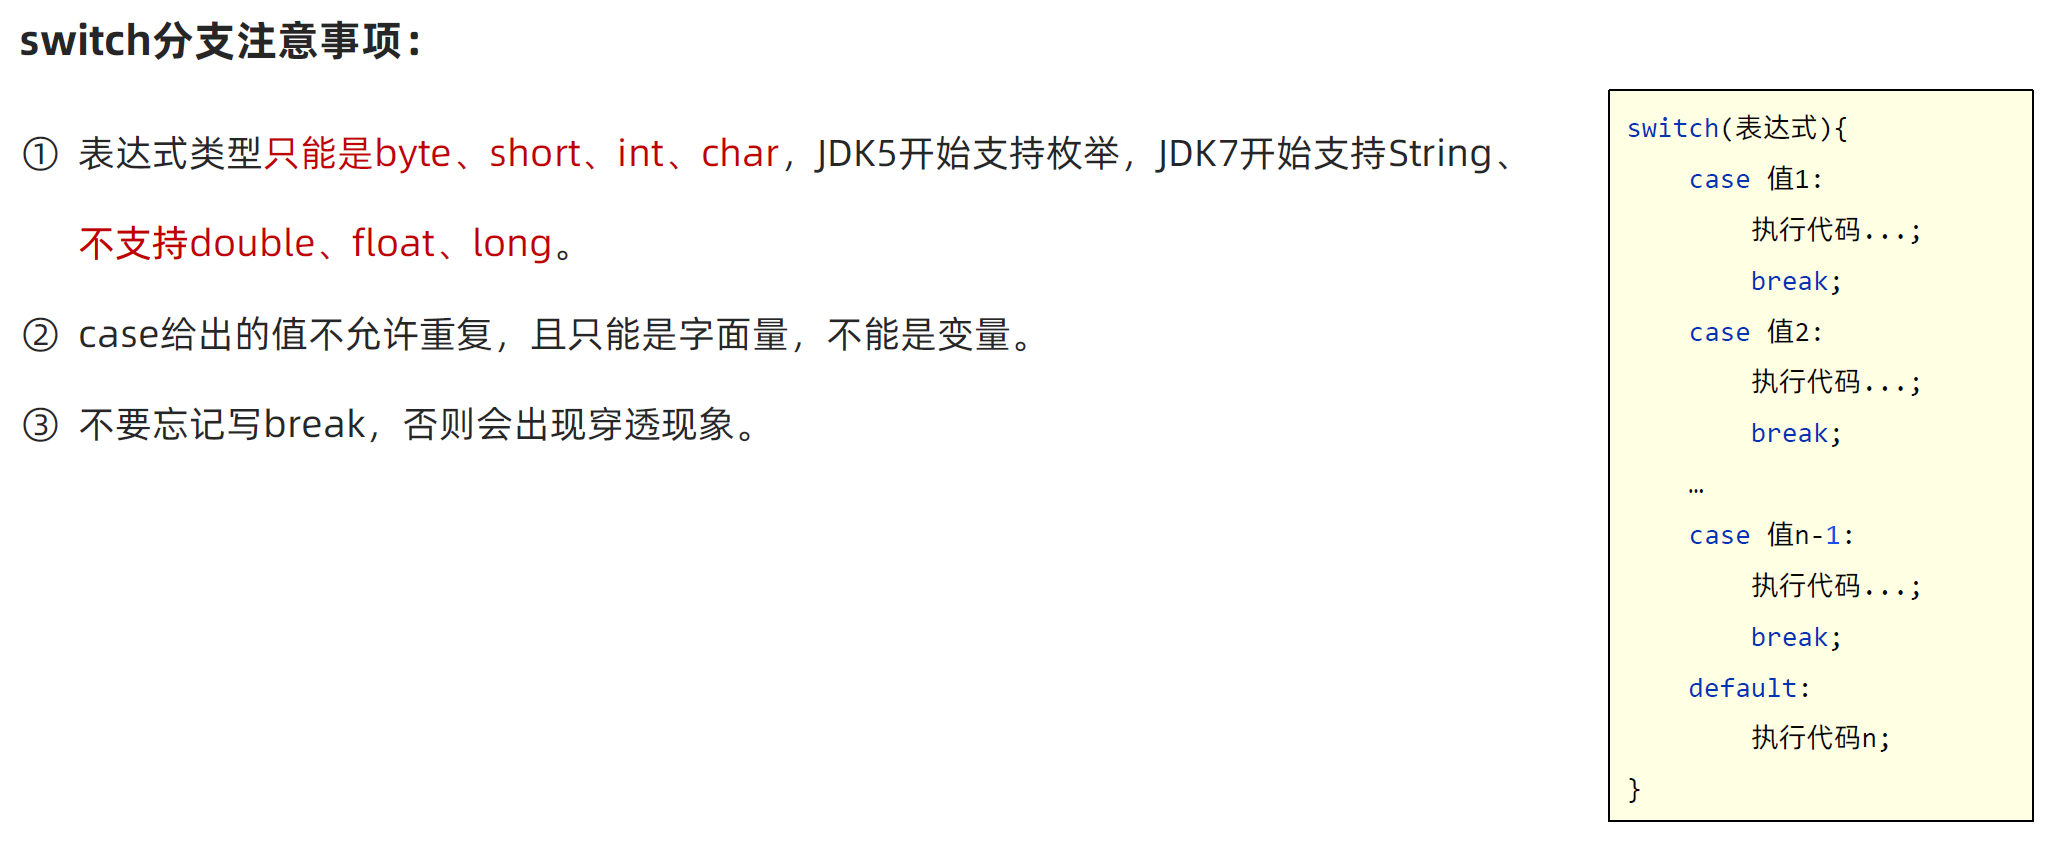 switch分支注意事项：
① 表达式类型只能是byte、short、int、char，JDK5开始支持枚举，JDK7开始支持String、
不支持double、float、long。
② case给出的值不允许重复，且只能是字面量，不能是变量。
③ 不要忘记写break，否则会出现穿透现象。
switch(表达式){
case 值1:
执行代码...;
break;
case 值2:
执行代码...;
break;
…
case 值n-1:
执行代码...;
break;
default:
执行代码n;
}